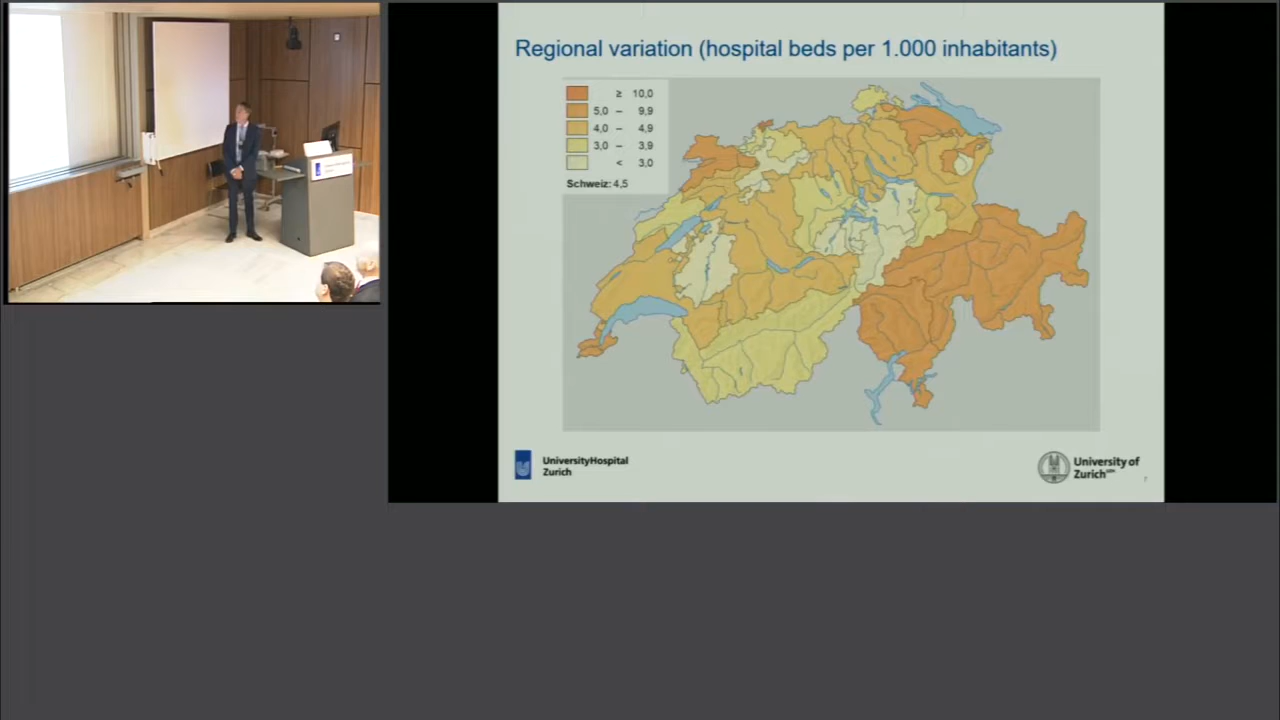 Regional variation (hospital beds per 1.000 inhabitants)
≥ 10,0
5,0 – 9,9
4,0 – 4,9
3,0 – 3,9
< 3,0
Schweiz: 4,5
UniversityHospital
Zurich
University of
Zurich